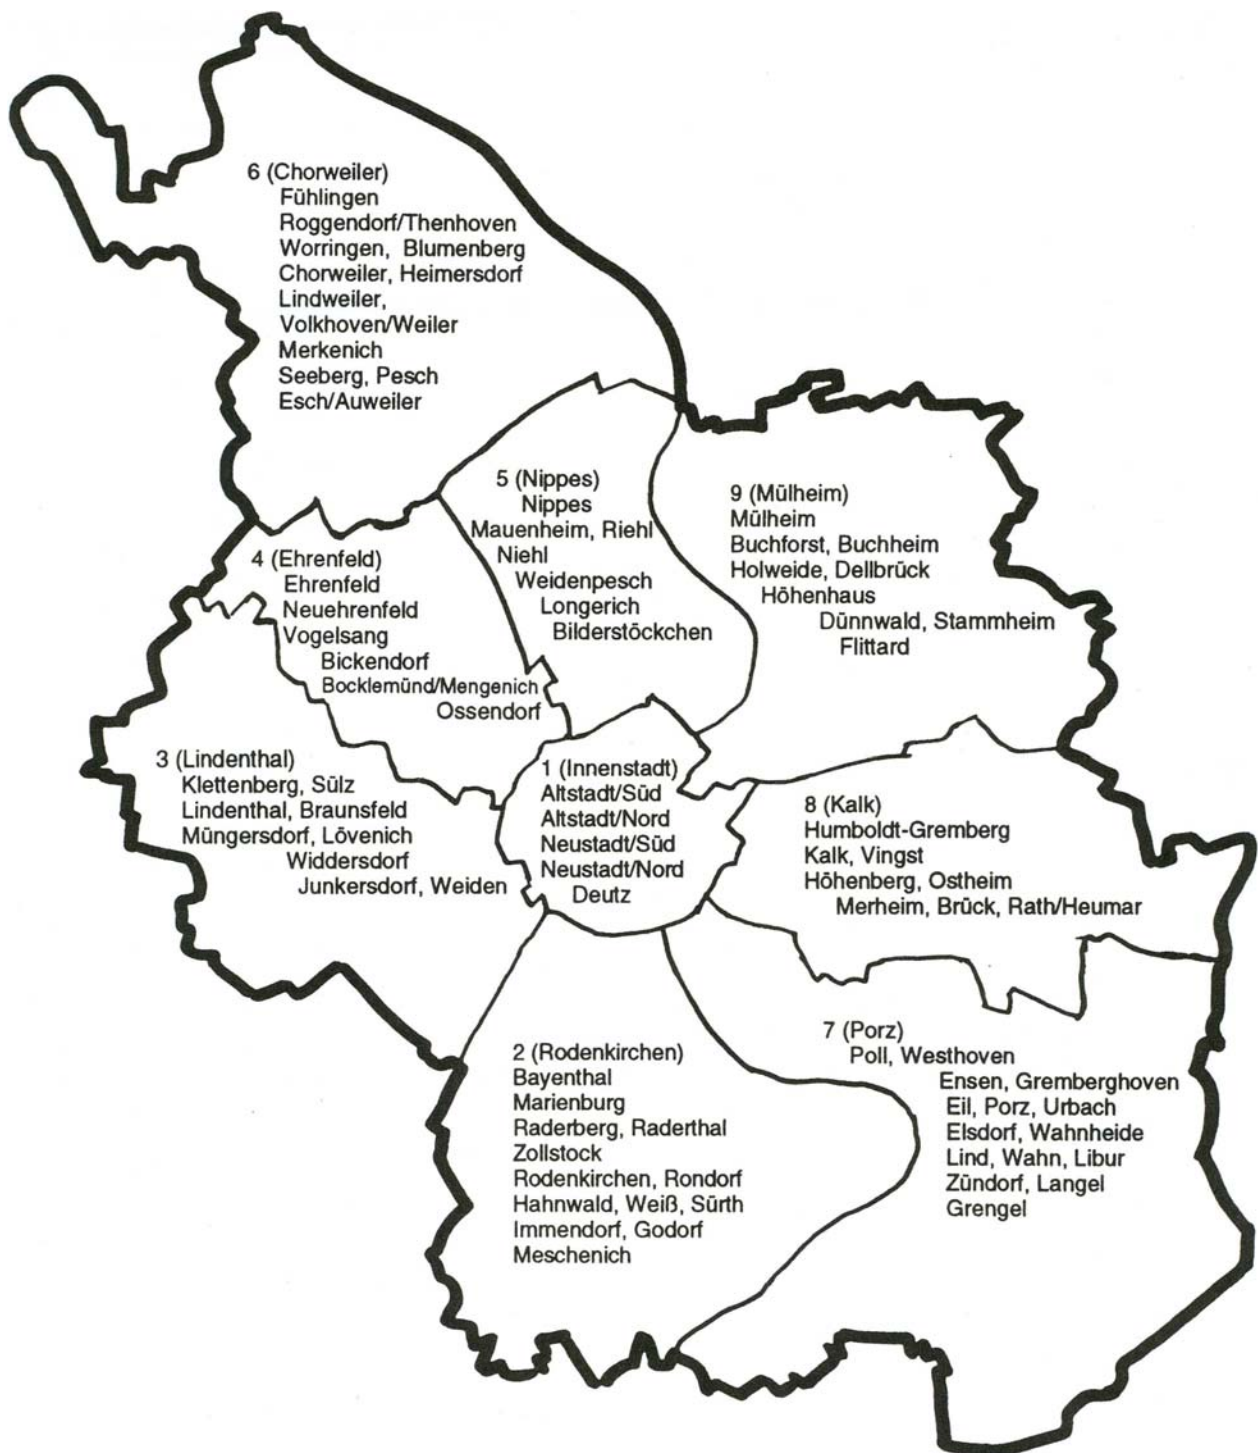 6 (Chorweiler)
Fühlingen
Roggendorf/Thenhoven
Worringen, Blumenberg
Chorweiler, Heimersdorf
Lindweiler,
Volkhoven/Weiler
Merkenich
Seeberg, Pesch
Esch/Auweiler
5 (Nippes)
Nippes
Mauenheim, Riehl
Niehl
Weidenpesch
Longerich
Bilderstöckchen
9 (Mülheim)
Mülheim
Buchforst, Buchheim
Holweide, Dellbrück
Höhenhaus
Dünnwald, Stammheim
Flittard
4 (Ehrenfeld)
Ehrenfeld
Neuehrenfeld
Vogelsang
Bickendorf
Bocklemünd/Mengenich
Ossendorf
3 (Lindenthal)
Klettenberg, Sülz
Lindenthal, Braunsfeld
Müngersdorf, Lövenich
Widdersdorf
Junkersdorf, Weiden
1 (Innenstadt)
Altstadt/Süd
Altstadt/Nord
Neustadt/Süd
Neustadt/Nord
Deutz
8 (Kalk)
Humboldt-Gremberg
Kalk, Vingst
Höhenberg, Ostheim
Merheim, Brück, Rath/Heumar
2 (Rodenkirchen)
Bayenthal
Marienburg
Raderberg, Raderthal
Zollstock
Rodenkirchen, Rondorf
Hahnwald, Weiß, Sürth
Immendorf, Godorf
Meschenich
7 (Porz)
Poll, Westhoven
Ensen, Gremberghoven
Eil, Porz, Urbach
Elsdorf, Wahnheide
Lind, Wahn, Libur
Zündorf, Langel
Grengel